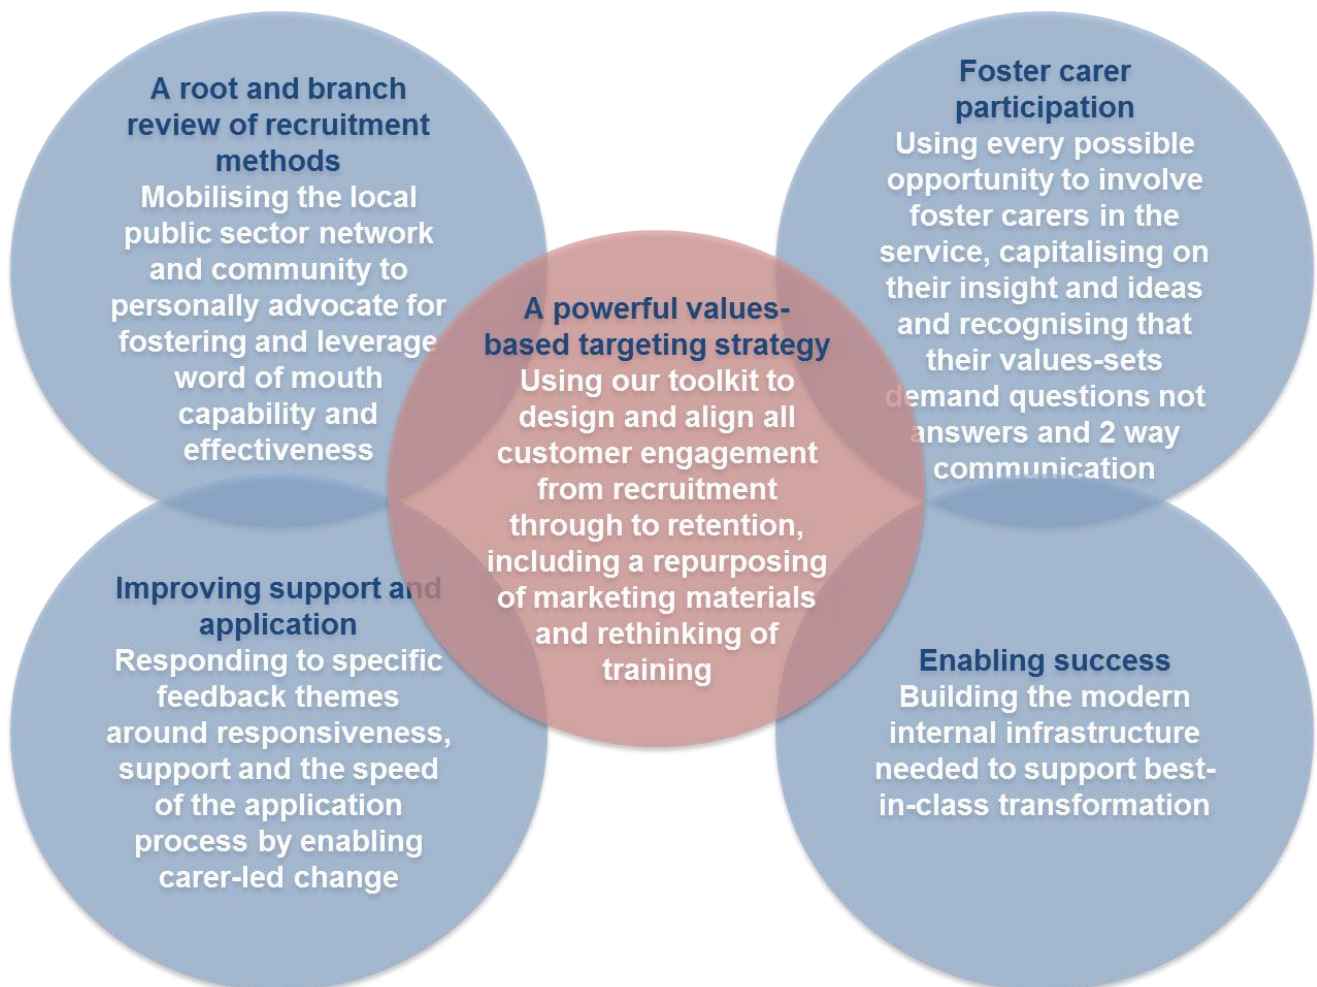 A root and branch
review of recruitment
methods
Mobilising the local
public sector network
and community to
personally advocate for
fostering and leverage
word of mouth
capability and
effectiveness
Foster carer
participation
Using every possible
opportunity to involve
foster carers in the
service, capitalising on
their insight and ideas
and recognising that
their values-sets
demand questions not
answers and 2 way
communication
A powerful values-
based targeting strategy
Using our toolkit to
design and align all
customer engagement
from recruitment
through to retention,
including a repurposing
of marketing materials
and rethinking of
training
Improving support and
application
Responding to specific
feedback themes
around responsiveness,
support and the speed
of the application
process by enabling
carer-led change
Enabling success
Building the modern
internal infrastructure
needed to support best-
in-class transformation